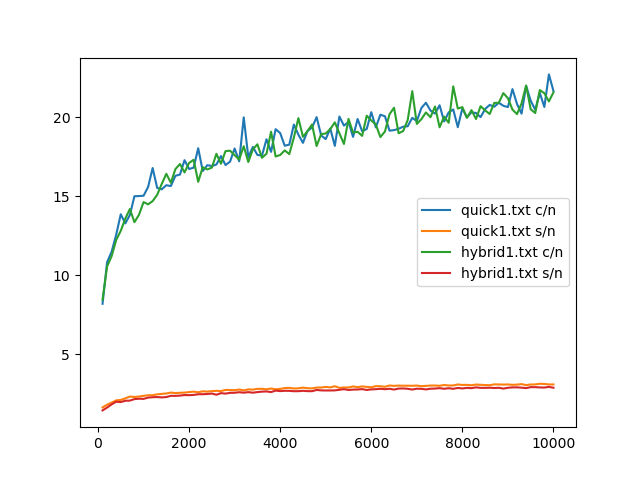 20
15
10
5
quick1.txt c/n
quick1.txt s/n
hybrid1.txt c/n
hybrid1.txt s/n
0 2000 4000 6000 8000 10000